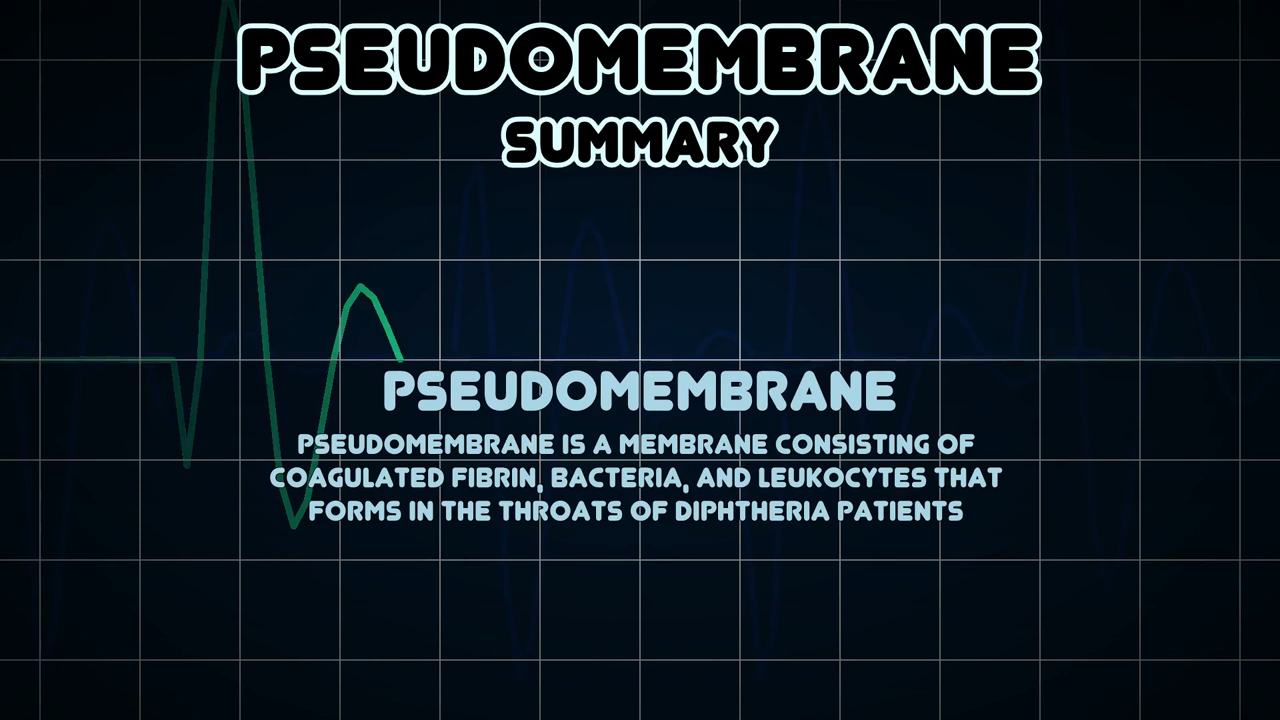 PSEUDOMEMBRANE
SUMMARY
PSEUDOMEMBRANE
PSEUDOMEMBRANE IS A MEMBRANE CONSISTING OF
COAGULATED FIBRIN, BACTERIA, AND LEUKOCYTES THAT
FORMS IN THE THROATS OF DIPHTHERIA PATIENTS